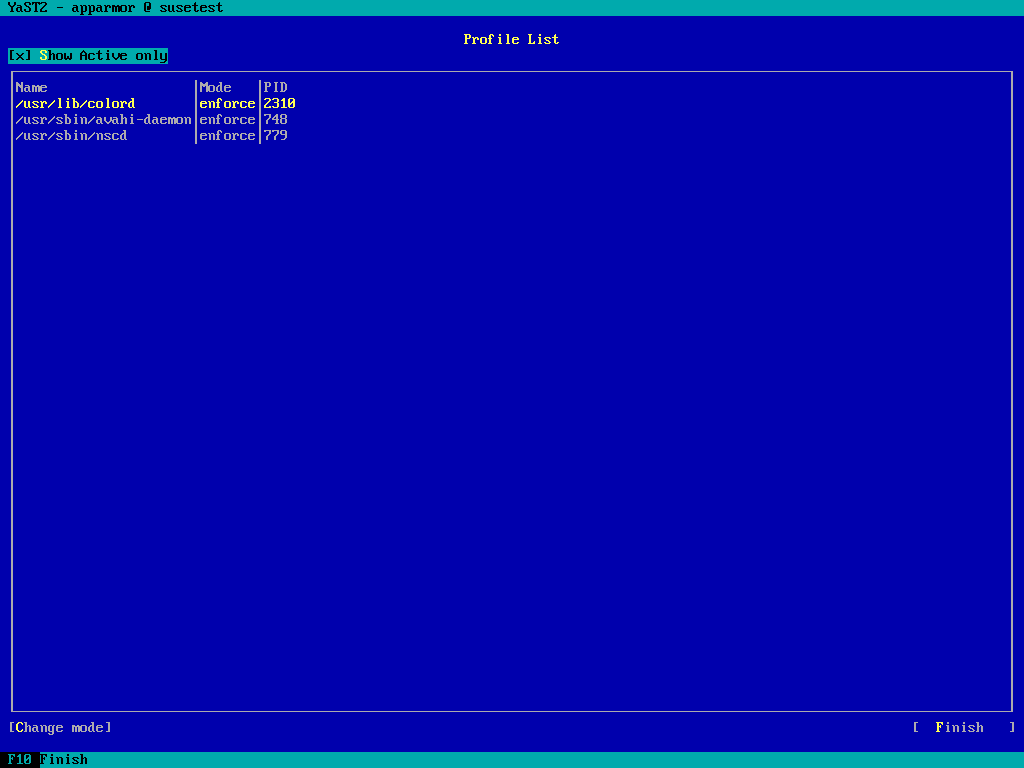 YaST2 - apparmor @ susetest
Profile List
[x] Show Active only
Name Mode PID
/usr/lib/colord enforce 2310
/usr/sbin/avahi-daemon enforce 748
/usr/sbin/nscd enforce 779
[Change mode] [ Finish ]
F10 Finish